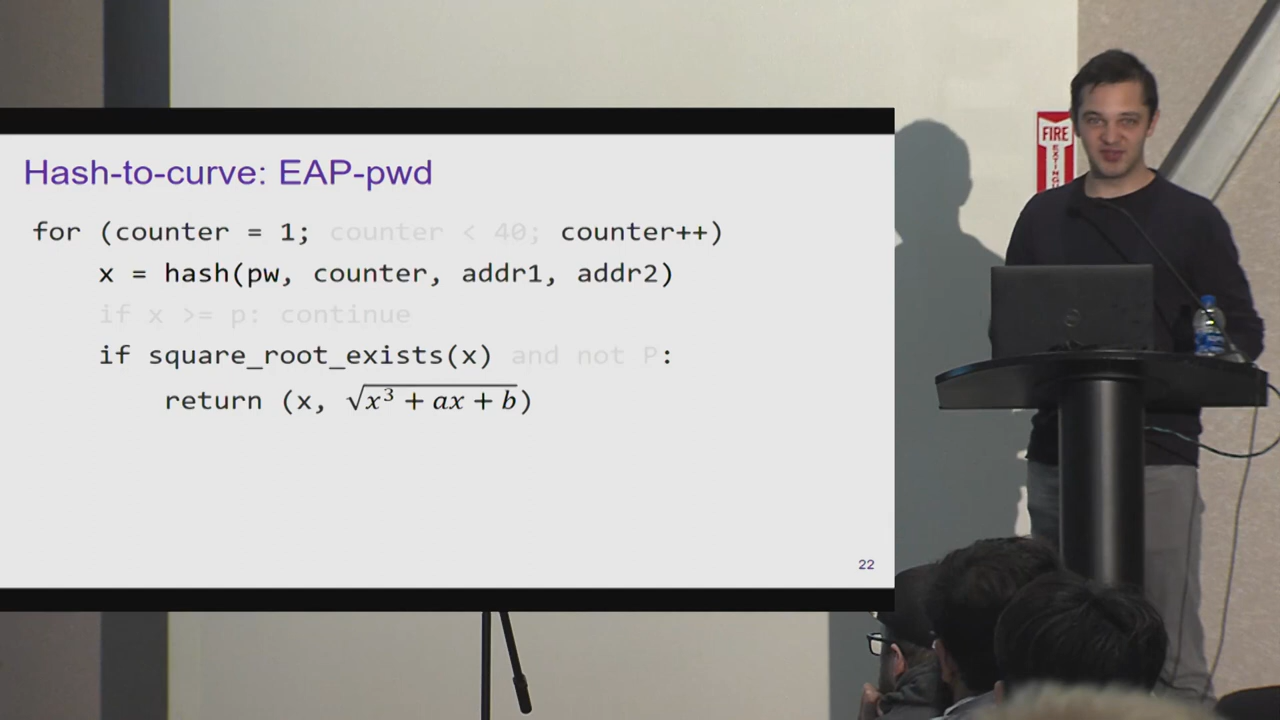 Hash-to-curve: EAP-pwd
for (counter = 1; counter < 40; counter++)
x = hash(pw, counter, addr1, addr2)
if x >= p: continue
if square_root_exists(x) and not P:
return (x, √x³ + ax + b)
22
FIRE
EXTING